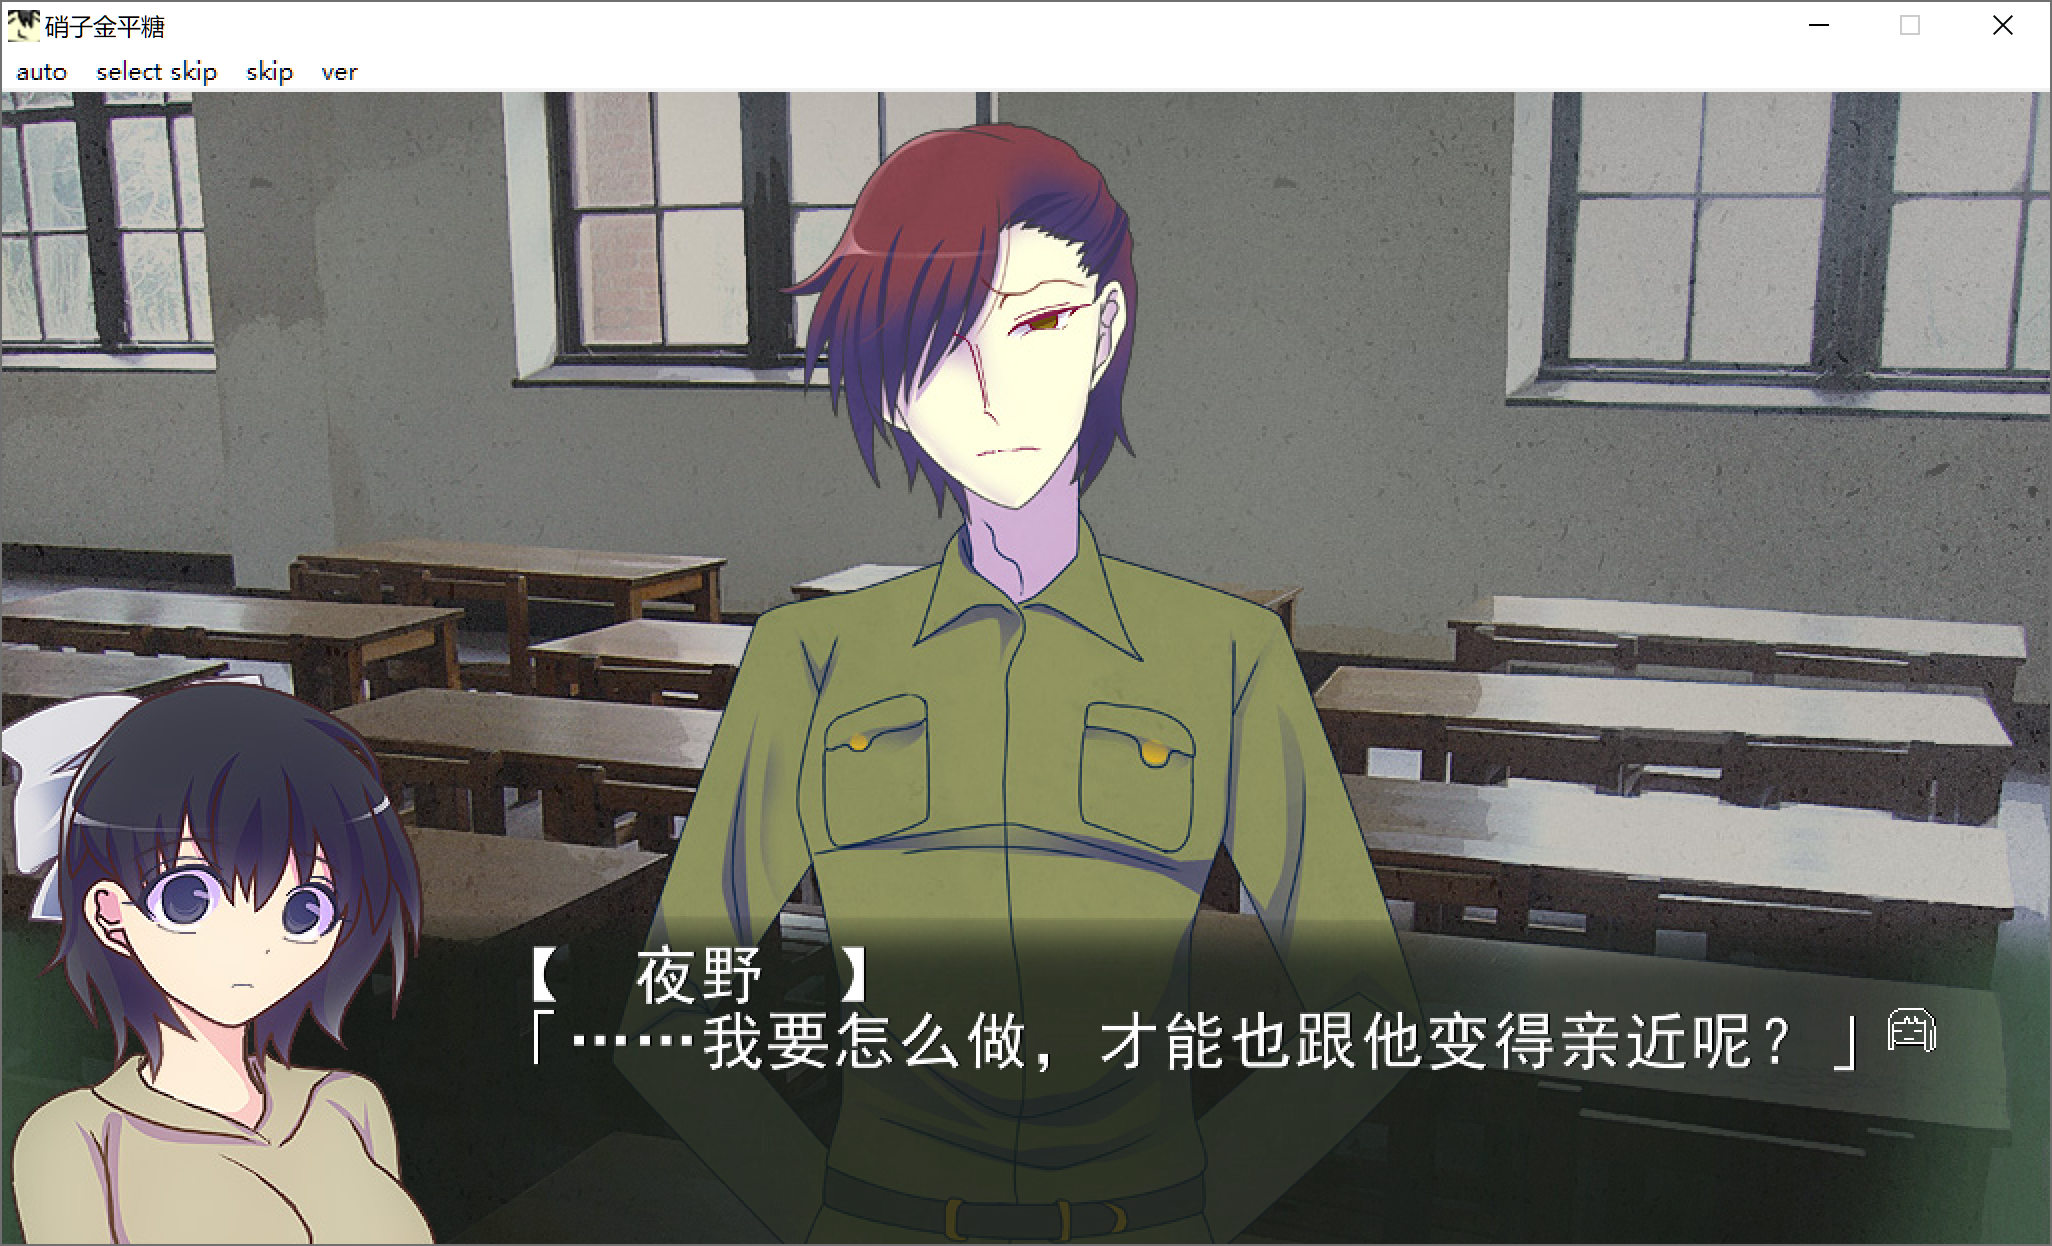 硝子金平糖
auto select skip skip ver
【 夜野 】
「……我要怎么做，才能也跟他变得亲近呢？」